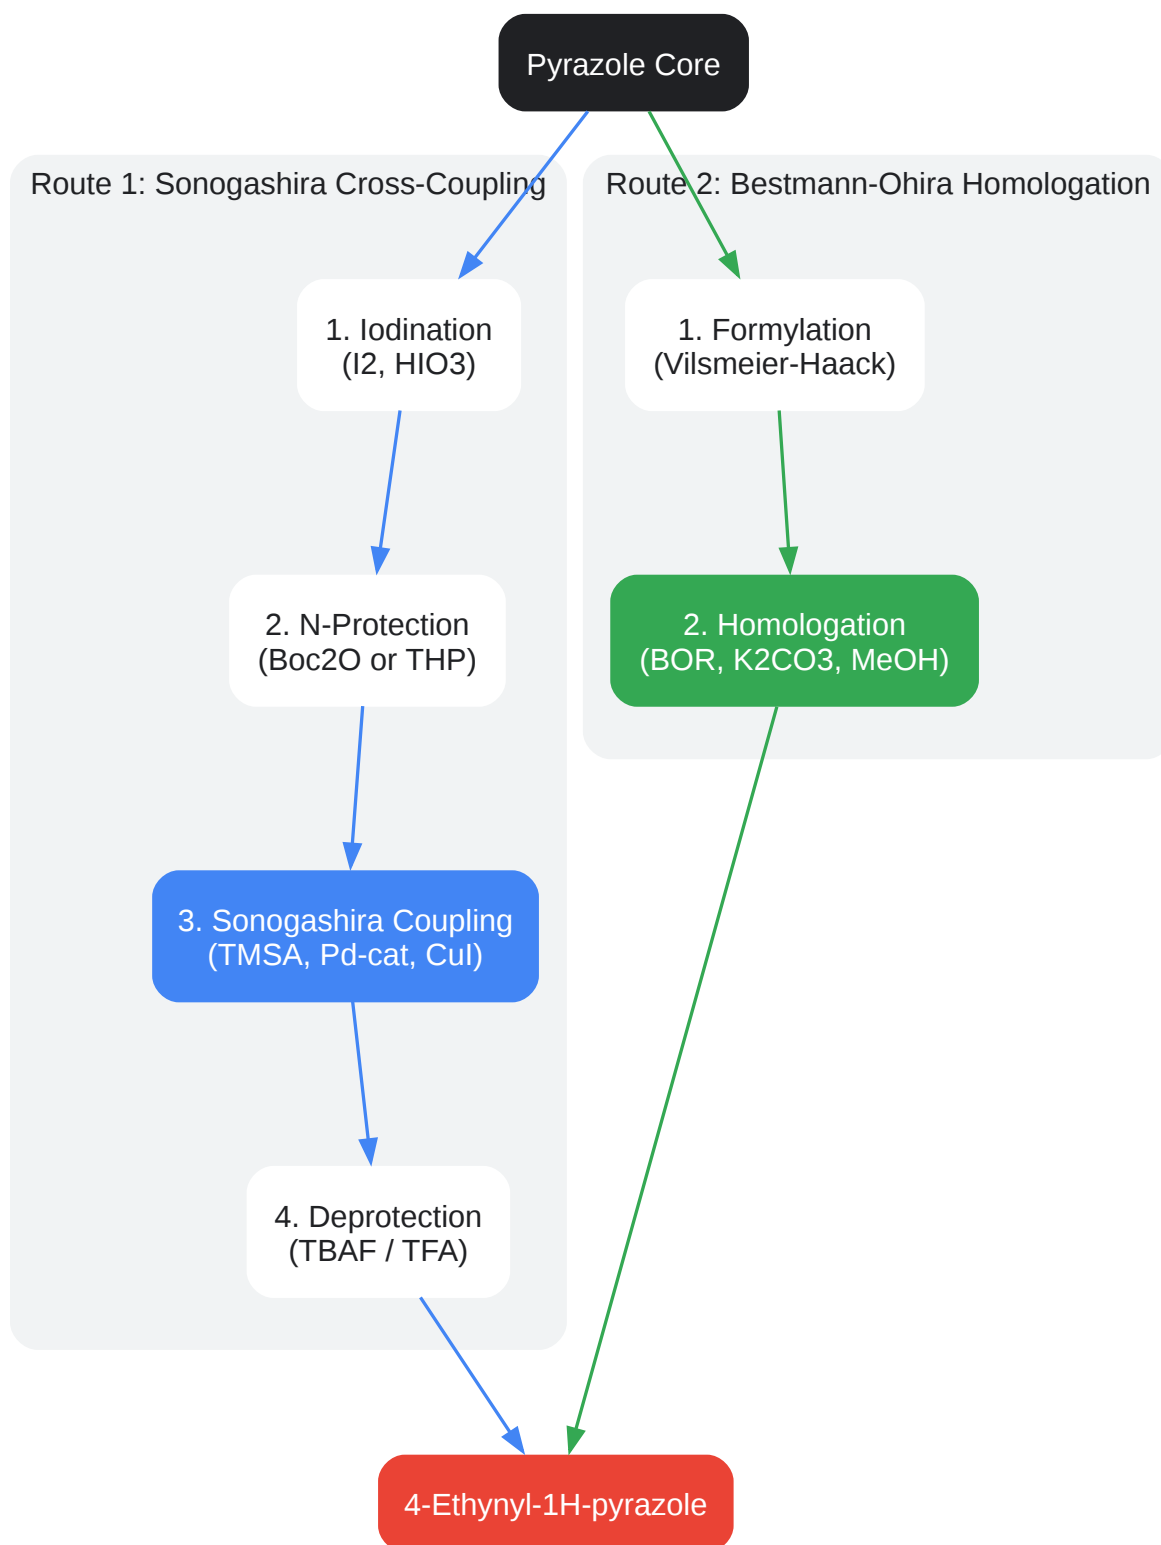 Pyrazole Core
Route 1: Sonogashira Cross-Coupling
1. Iodination
(I2, HIO3)
2. N-Protection
(Boc2O or THP)
3. Sonogashira Coupling
(TMSA, Pd-cat, CuI)
4. Deprotection
(TBAF / TFA)
Route 2: Bestmann-Ohira Homologation
1. Formylation
(Vilsmeier-Haack)
2. Homologation
(BOR, K2CO3, MeOH)
4-Ethynyl-1H-pyrazole